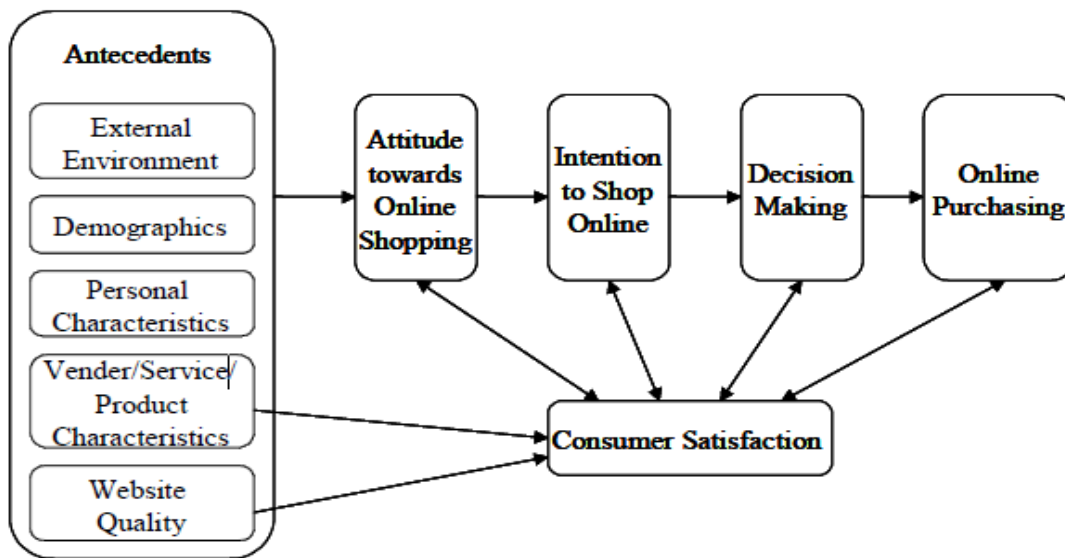 Antecedents
External
Environment
Demographics
Personal
Characteristics
Vender/Service/
Product
Characteristics
Website
Quality
Attitude
towards
Online
Shopping
Intention
to Shop
Online
Decision
Making
Online
Purchasing
Consumer Satisfaction